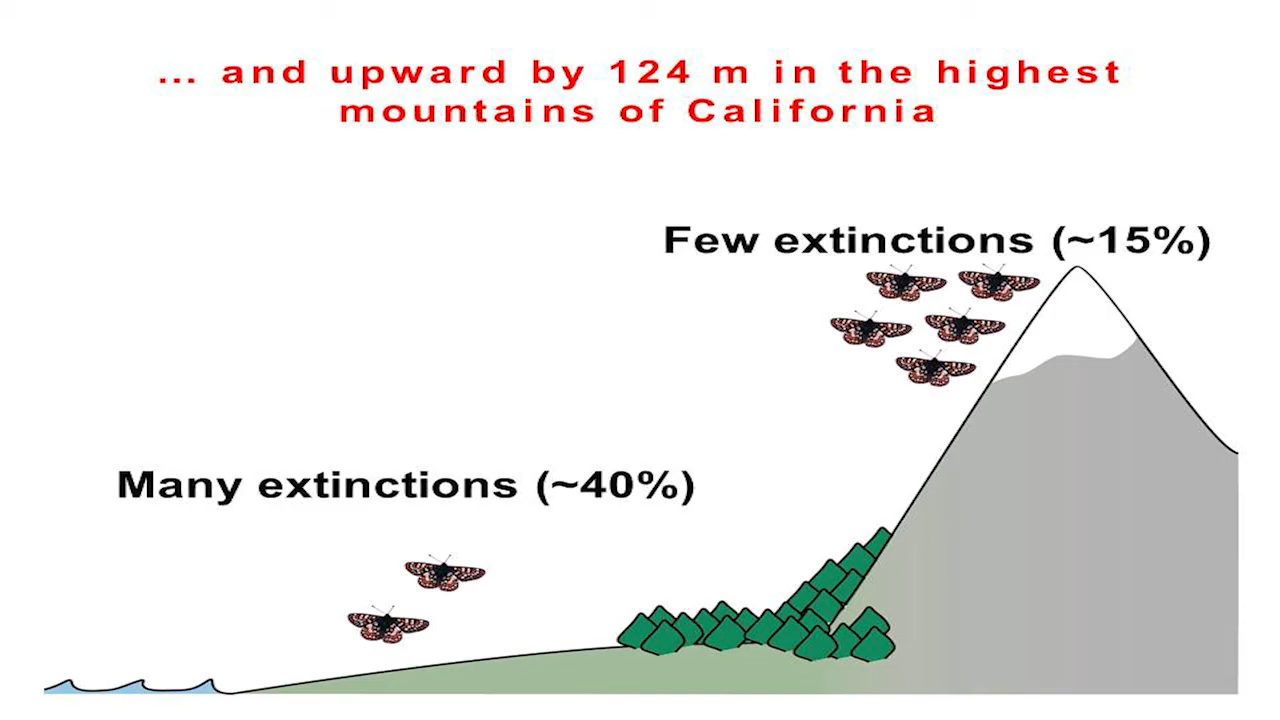 ... and upward by 124 m in the highest
mountains of California
Few extinctions (~15%)
Many extinctions (~40%)